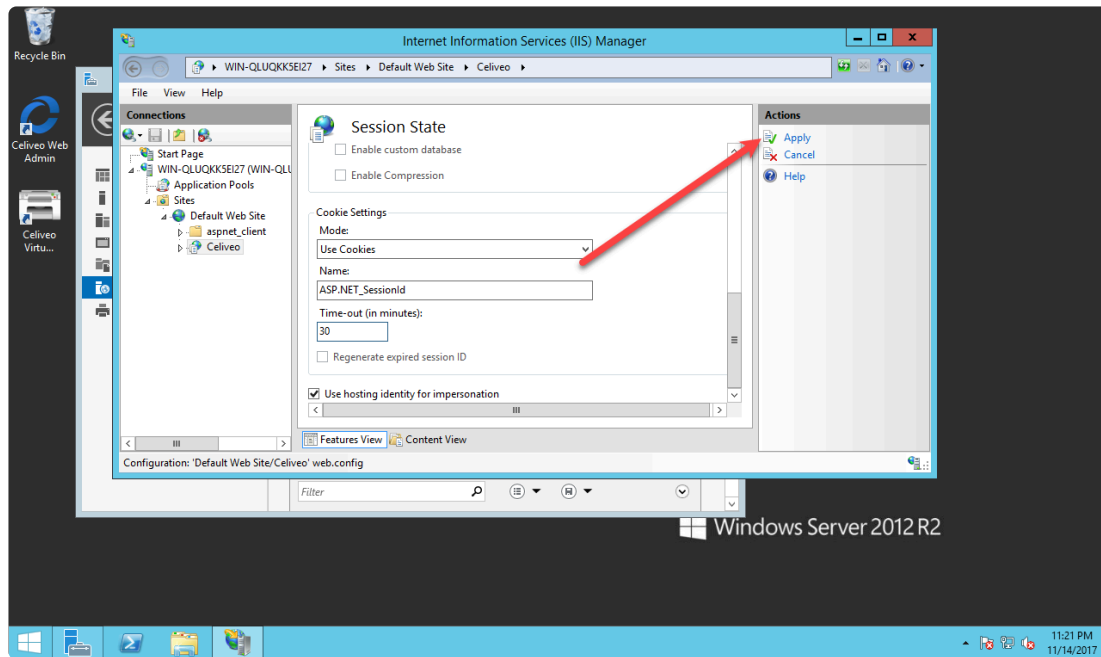 Recycle Bin
Celiveo Web
Admin
Celiveo
Virtu...
Internet Information Services (IIS) Manager
WIN-QLUQKK5EI27 Sites Default Web Site Celiveo
File View Help
Connections
Start Page
WIN-QLUQKK5EI27 (WIN-QLU
Application Pools
Sites
Default Web Site
aspnet_client
Celiveo
Session State
Enable custom database
Enable Compression
Cookie Settings
Mode:
Use Cookies
Name:
ASP.NET_SessionId
Time-out (in minutes):
30
Regenerate expired session ID
Use hosting identity for impersonation
Features View Content View
Actions
Apply
Cancel
Help
Configuration: 'Default Web Site/Celiveo' web.config
Filter
Windows Server 2012 R2
11:21 PM
11/14/2017